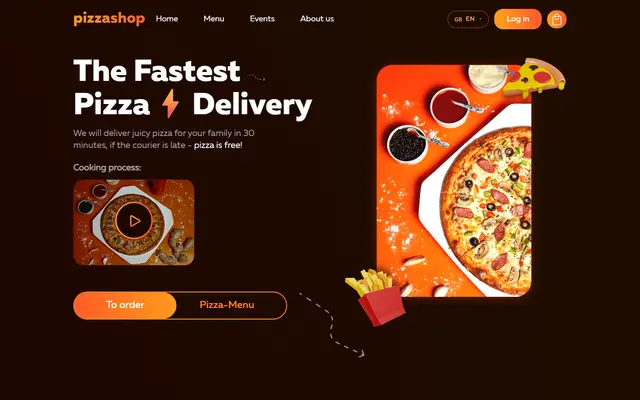 pizzashop
Home
Menu
Events
About us
GB EN
Log in
The Fastest
Pizza Delivery
We will deliver juicy pizza for your family in 30
minutes, if the courier is late - pizza is free!
Cooking process:
To order
Pizza-Menu